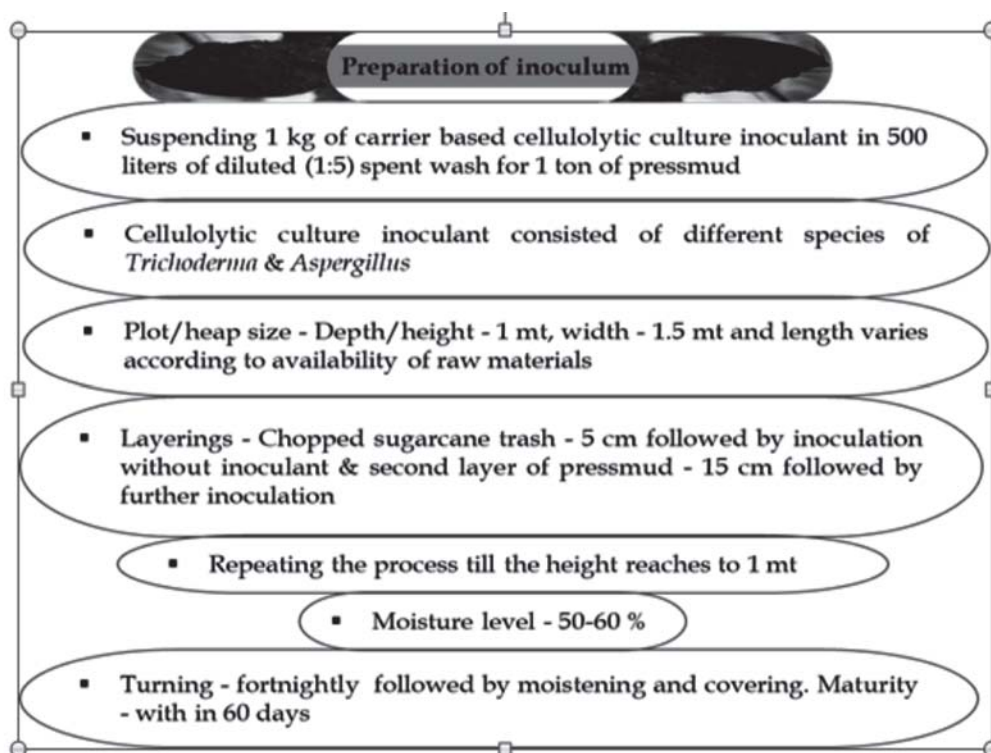 Preparation of inoculum
▪ Suspending 1 kg of carrier based cellulolytic culture inoculant in 500
liters of diluted (1:5) spent wash for 1 ton of pressmud
▪ Cellulolytic culture inoculant consisted of different species of
Trichoderma & Aspergillus
▪ Plot/heap size - Depth/height - 1 mt, width - 1.5 mt and length varies
according to availability of raw materials
▪ Layerings - Chopped sugarcane trash - 5 cm followed by inoculation
without inoculant & second layer of pressmud - 15 cm followed by
further inoculation
▪ Repeating the process till the height reaches to 1 mt
▪ Moisture level - 50-60 %
▪ Turning - fortnightly followed by moistening and covering. Maturity
- with in 60 days